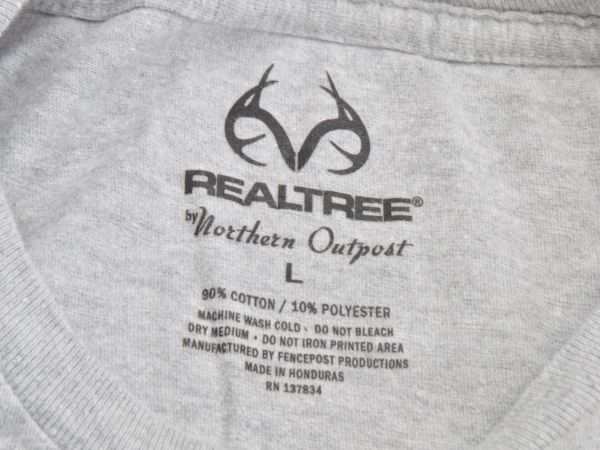 REALTREE®
by Northern Outpost
L
90% COTTON / 10% POLYESTER
MACHINE WASH COLD • DO NOT BLEACH
DRY MEDIUM • DO NOT IRON PRINTED AREA
MANUFACTURED BY FENCEPOST PRODUCTIONS
MADE IN HONDURAS
RN 137834